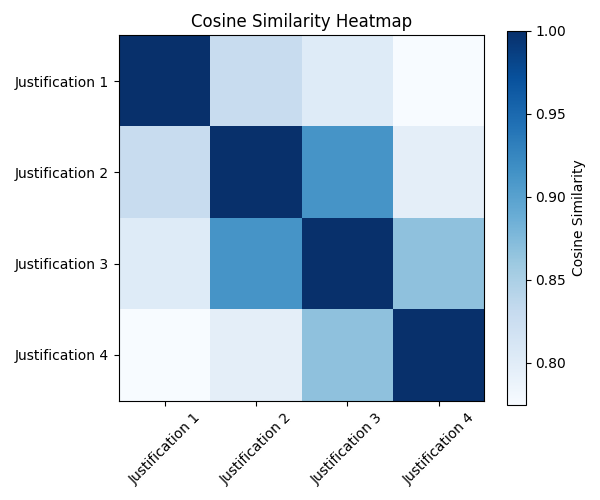 Cosine Similarity Heatmap
Justification 1
Justification 2
Justification 3
Justification 4
Justification 1
Justification 2
Justification 3
Justification 4
1.00
0.95
0.90
0.85
0.80
Cosine Similarity